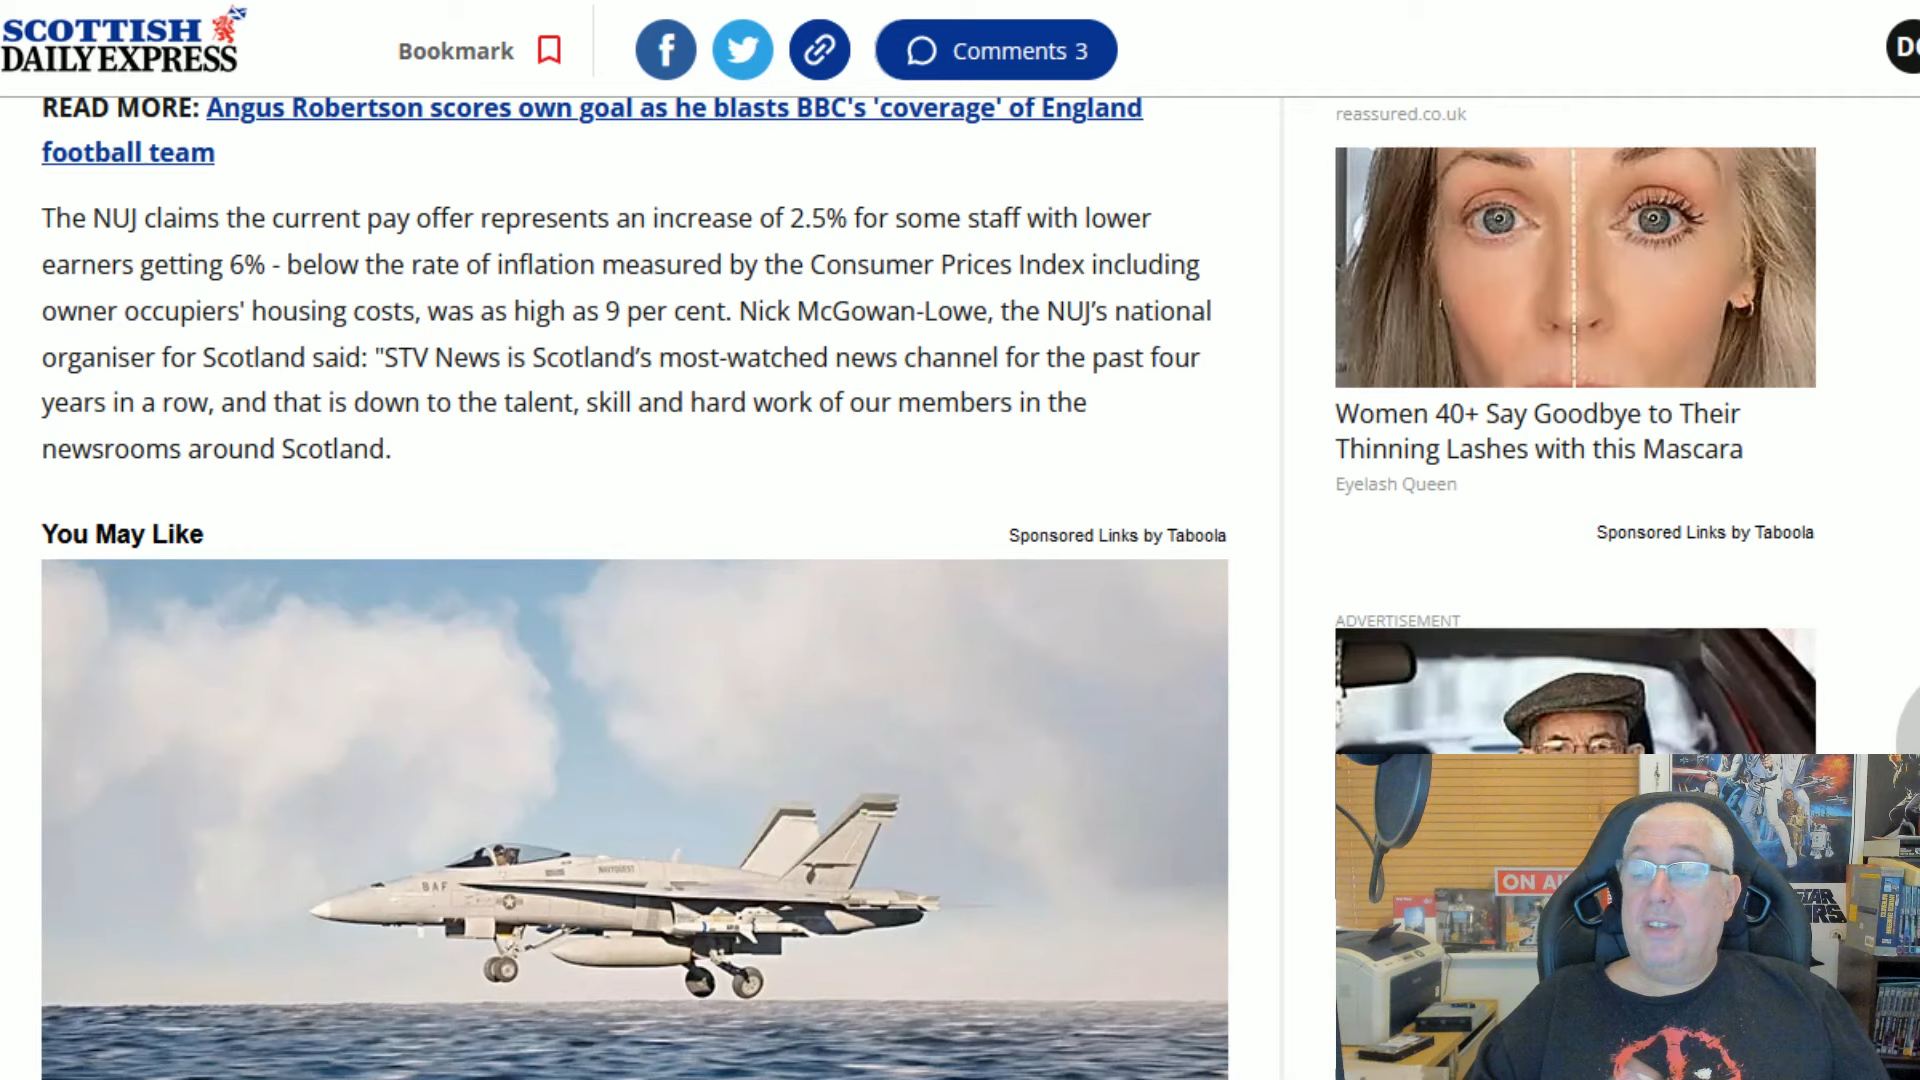 SCOTTISH
DAILY EXPRESS
Bookmark
Comments 3
READ MORE: Angus Robertson scores own goal as he blasts BBC's 'coverage' of England
football team
The NUJ claims the current pay offer represents an increase of 2.5% for some staff with lower
earners getting 6% - below the rate of inflation measured by the Consumer Prices Index including
owner occupiers' housing costs, was as high as 9 per cent. Nick McGowan-Lowe, the NUJ’s national
organiser for Scotland said: "STV News is Scotland’s most-watched news channel for the past four
years in a row, and that is down to the talent, skill and hard work of our members in the
newsrooms around Scotland.
You May Like
Sponsored Links by Taboola
BAF
reassured.co.uk
Women 40+ Say Goodbye to Their
Thinning Lashes with this Mascara
Eyelash Queen
Sponsored Links by Taboola
ADVERTISEMENT
ON AI
STAR
WARS